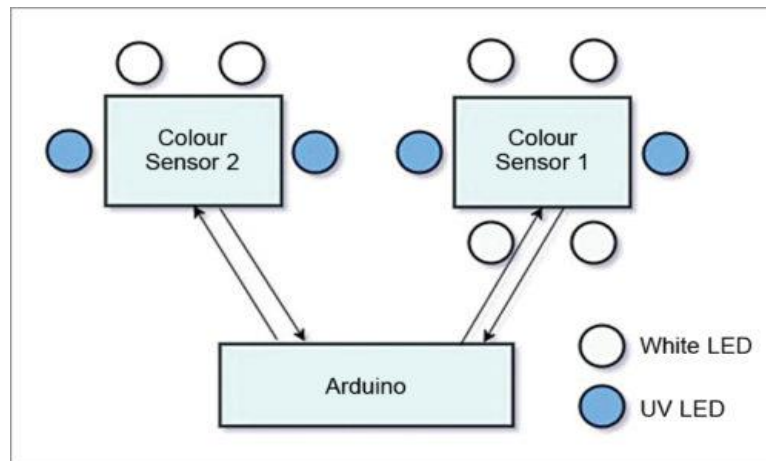 Colour
Sensor 2
Colour
Sensor 1
Arduino
White LED
UV LED